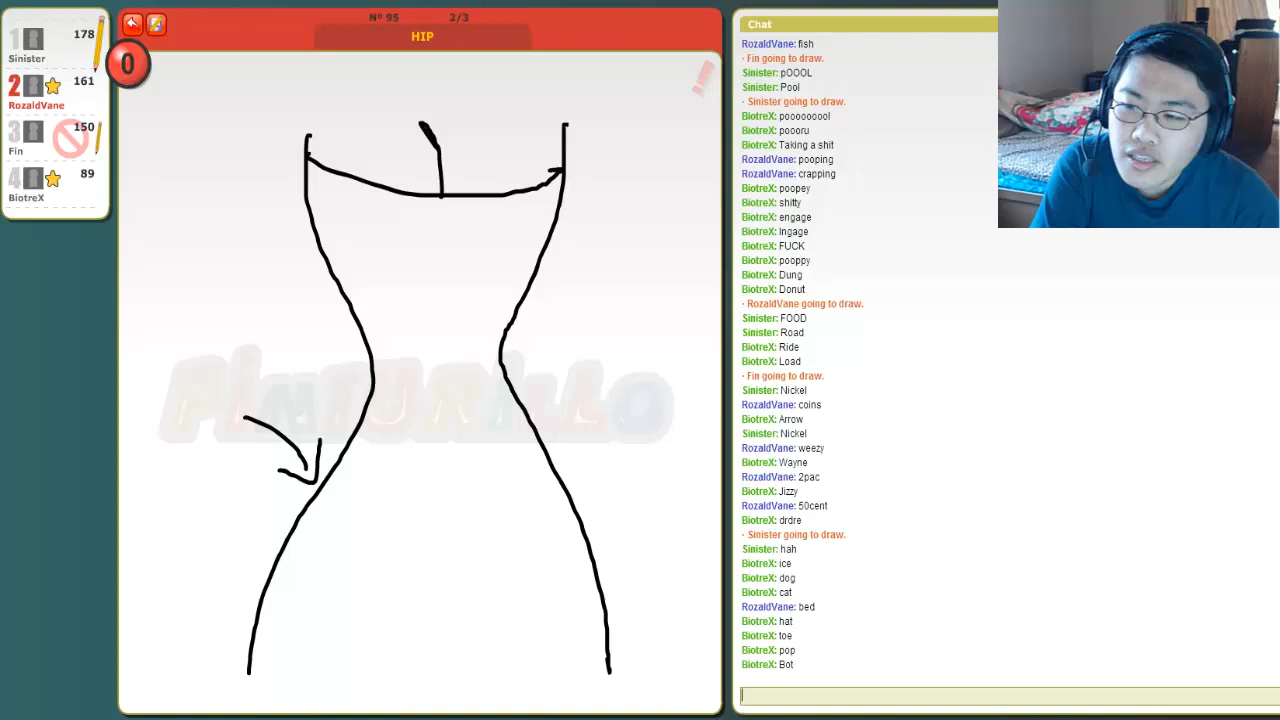 Nº 95 2/3
HIP
0
1 178
Sinister
2 161
RozaldVane
3 150
Fin
4 89
BiotreX
PlayUNlLLO
Chat
RozaldVane: fish
· Fin going to draw.
Sinister: pOOOL
Sinister: Pool
· Sinister going to draw.
BiotreX: pooooooool
BiotreX: poooru
BiotreX: Taking a shit
RozaldVane: pooping
RozaldVane: crapping
BiotreX: poopey
BiotreX: shitty
BiotreX: engage
BiotreX: Ingage
BiotreX: FUCK
BiotreX: pooppy
BiotreX: Dung
BiotreX: Donut
· RozaldVane going to draw.
Sinister: FOOD
Sinister: Road
BiotreX: Ride
BiotreX: Load
· Fin going to draw.
Sinister: Nickel
RozaldVane: coins
BiotreX: Arrow
Sinister: Nickel
RozaldVane: weezy
BiotreX: Wayne
RozaldVane: 2pac
BiotreX: Jizzy
RozaldVane: 50cent
BiotreX: drdre
· Sinister going to draw.
Sinister: hah
BiotreX: ice
BiotreX: dog
BiotreX: cat
RozaldVane: bed
BiotreX: hat
BiotreX: toe
BiotreX: pop
BiotreX: Bot